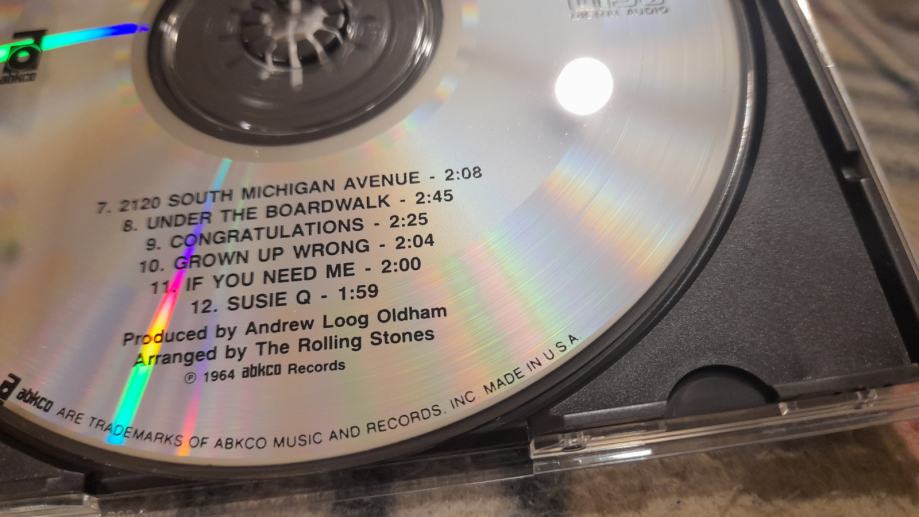 abkco
DIGITAL AUDIO
7. 2120 SOUTH MICHIGAN AVENUE - 2:08
8. UNDER THE BOARDWALK - 2:45
9. CONGRATULATIONS - 2:25
10. GROWN UP WRONG - 2:04
11. IF YOU NEED ME - 2:00
12. SUSIE Q - 1:59
Produced by Andrew Loog Oldham
Arranged by The Rolling Stones
℗ 1964 abkco Records
abkco ARE TRADEMARKS OF ABKCO MUSIC AND RECORDS. INC MADE IN U.S.A.